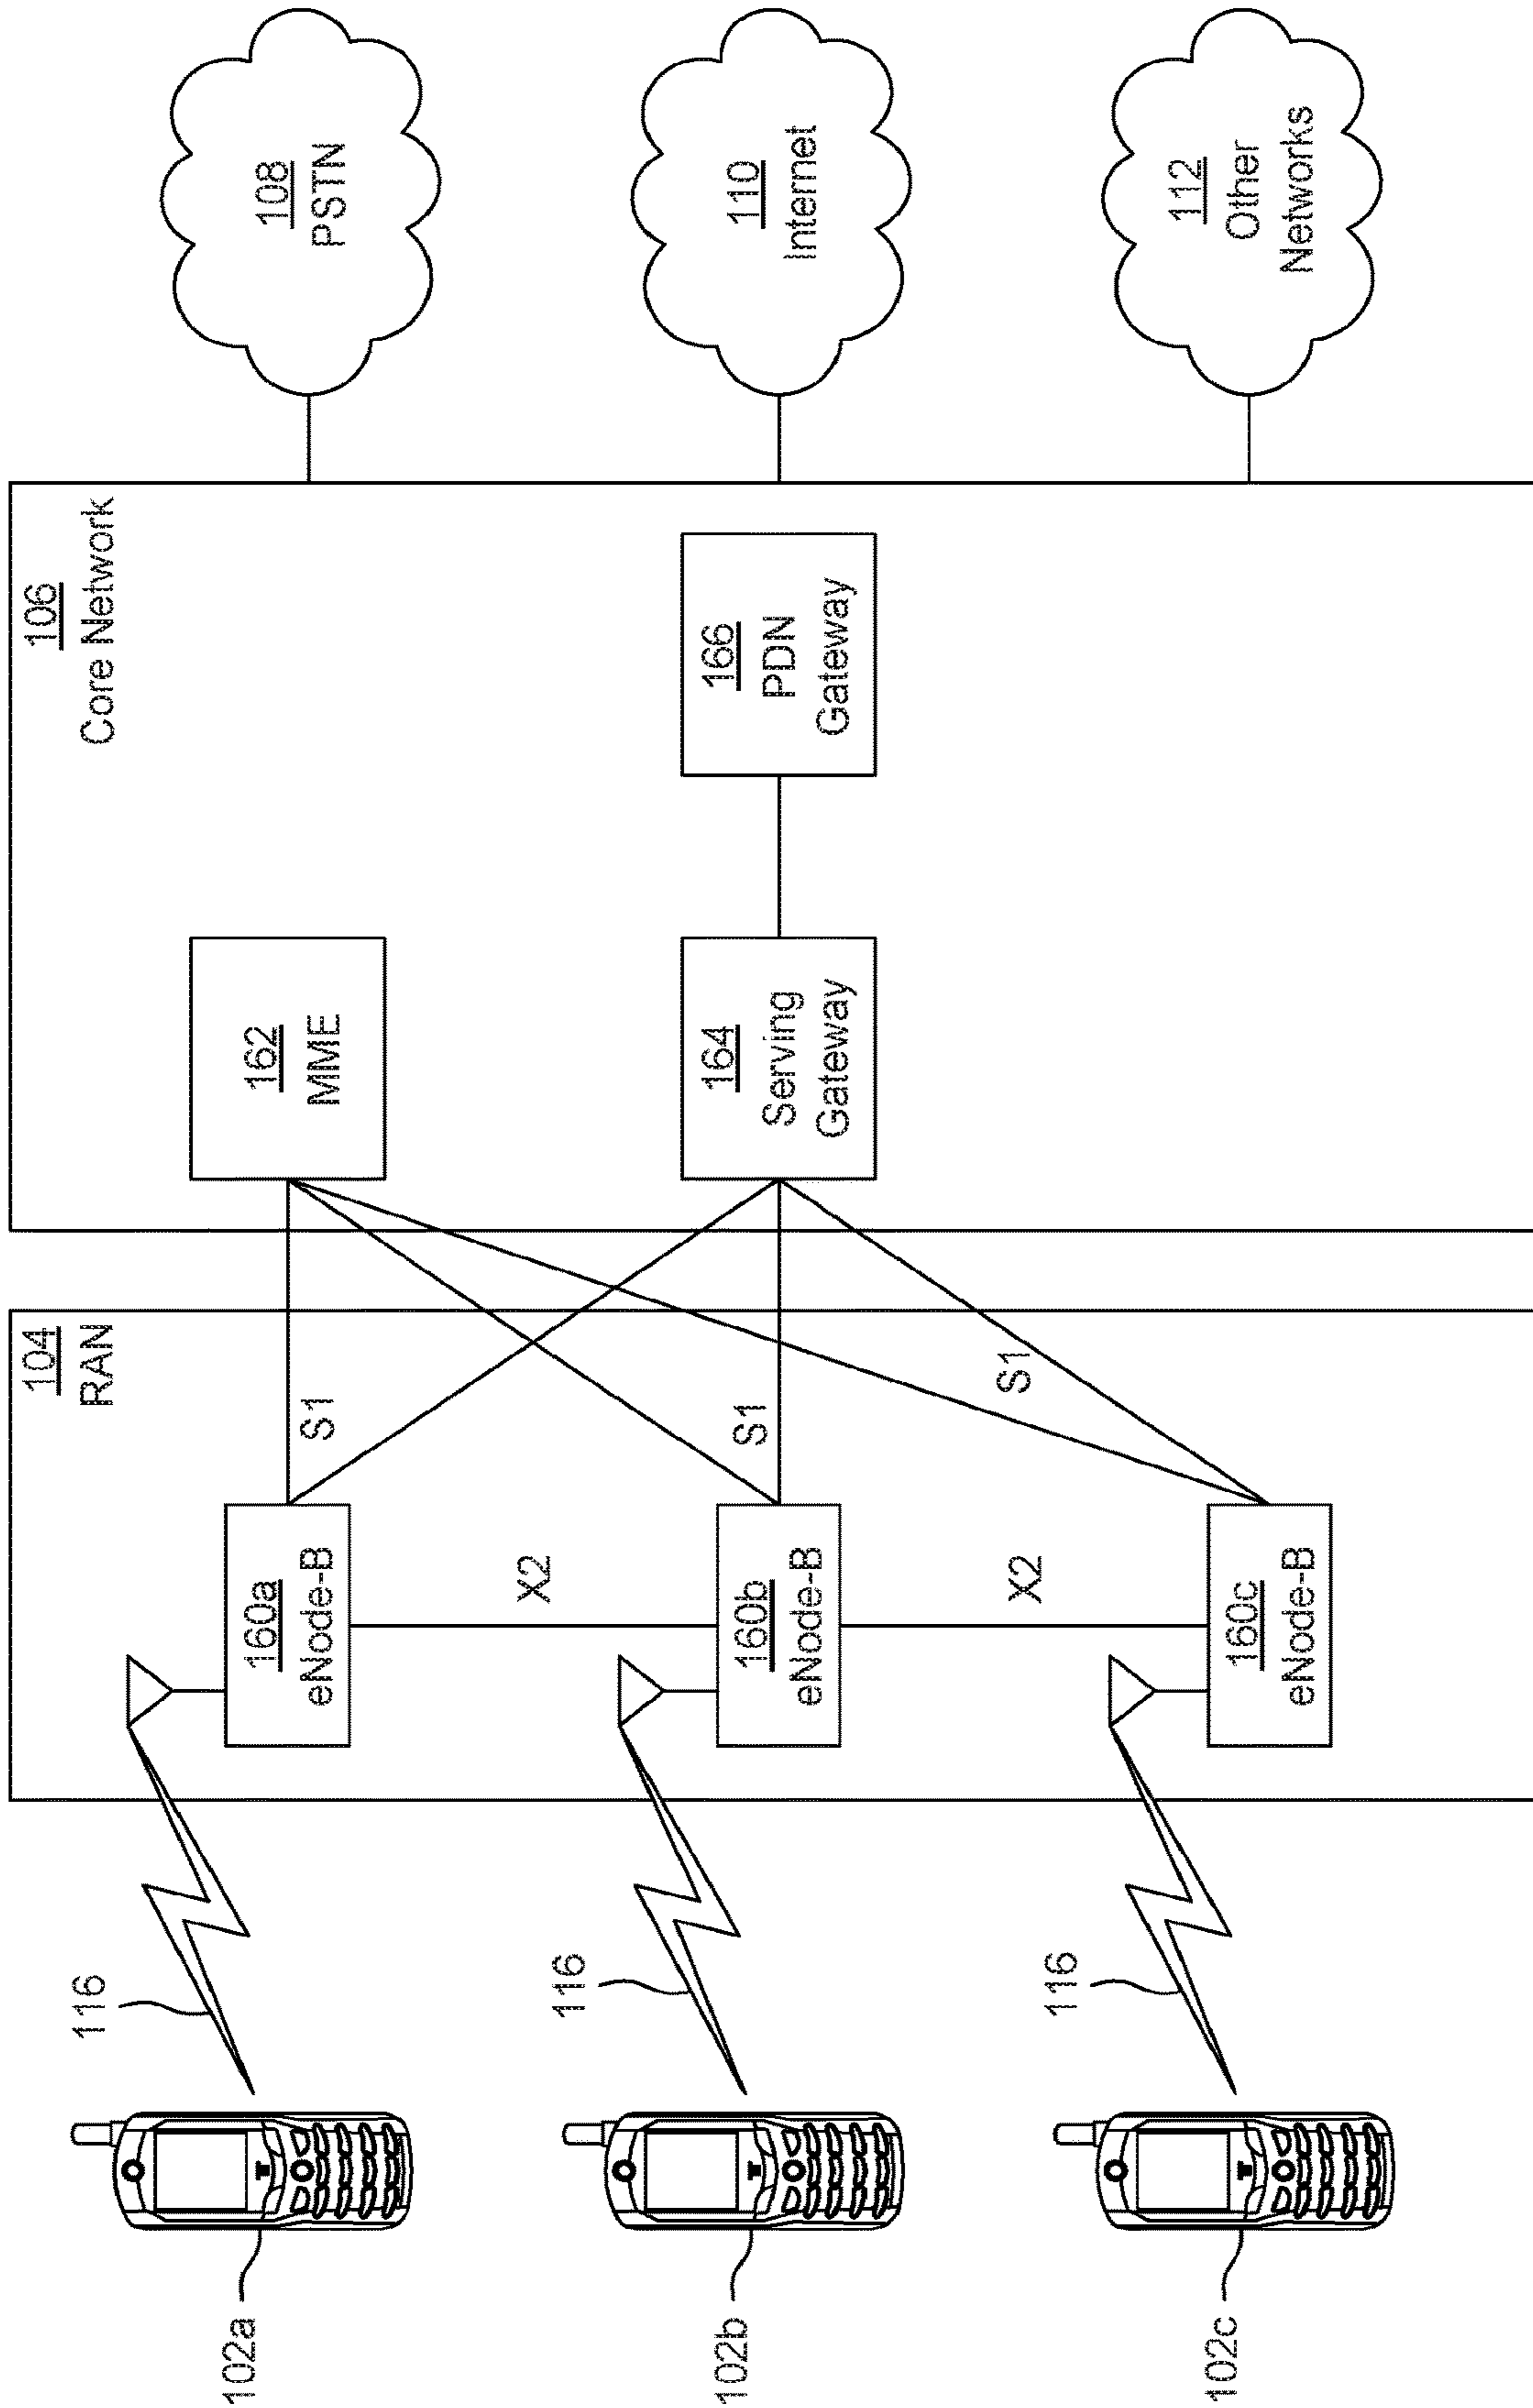 102a
102b
102c
116
116
116
104
RAN
160a
eNode-B
X2
160b
eNode-B
X2
160c
eNode-B
S1
S1
S1
106
Core Network
162
MME
164
Serving
Gateway
166
PDN
Gateway
108
PSTN
110
Internet
112
Other
Networks